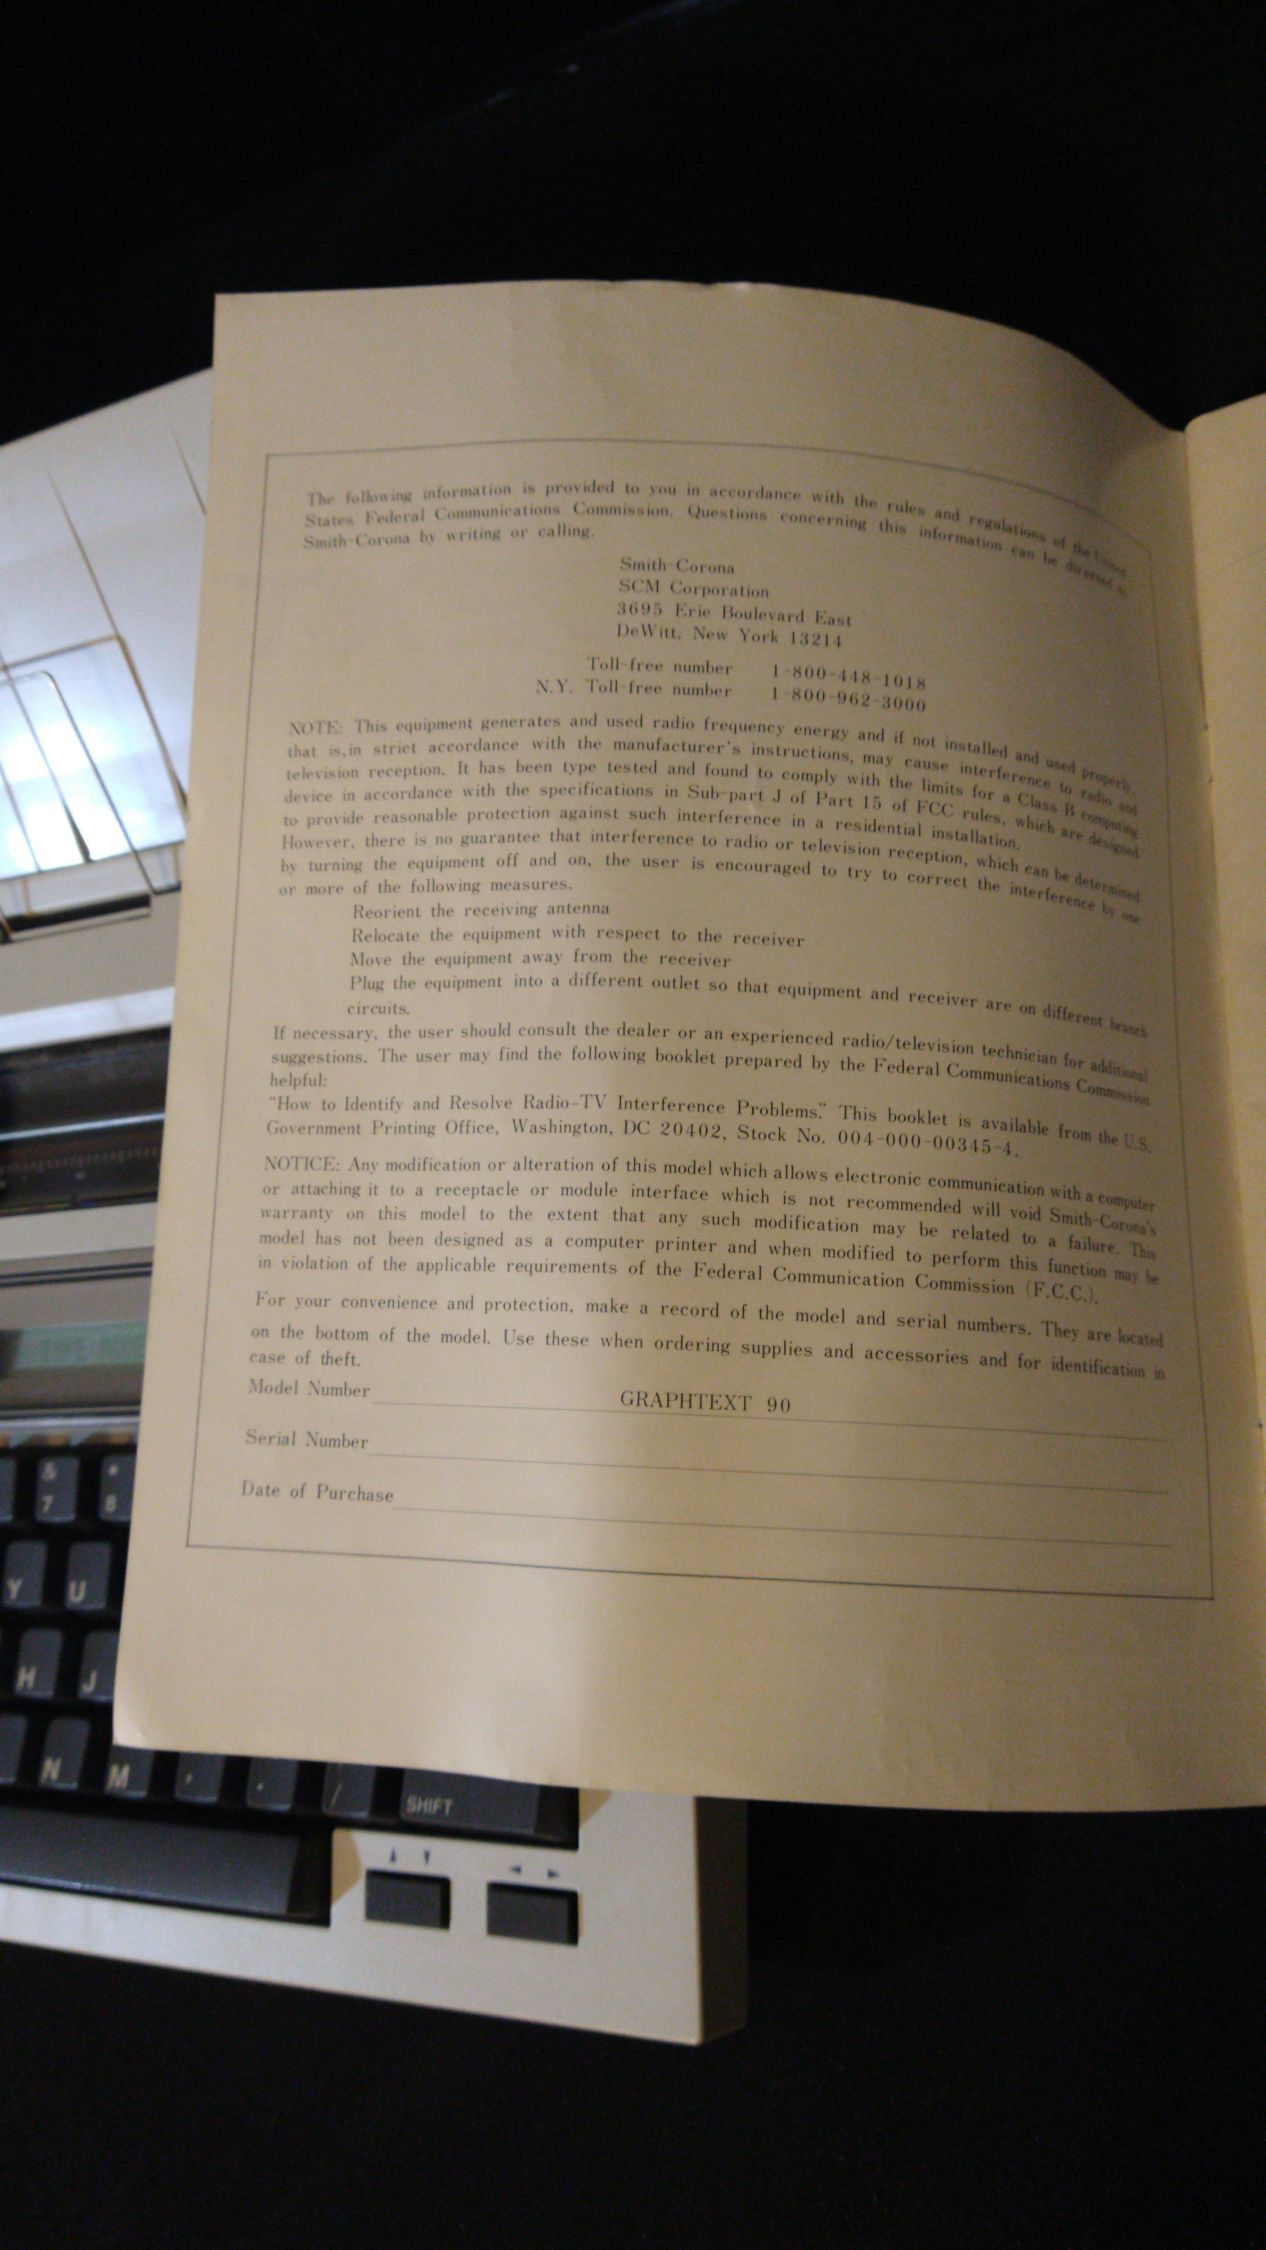 The following information is provided to you in accordance with the rules and regulations of the United
States Federal Communications Commission. Questions concerning this information can be directed to
Smith-Corona by writing or calling.
Smith-Corona
SCM Corporation
3695 Erie Boulevard East
DeWitt, New York 13214
Toll-free number 1-800-448-1018
N.Y. Toll-free number 1-800-962-3000
NOTE: This equipment generates and used radio frequency energy and if not installed and used properly,
that is,in strict accordance with the manufacturer's instructions, may cause interference to radio and
television reception. It has been type tested and found to comply with the limits for a Class B computing
device in accordance with the specifications in Sub-part J of Part 15 of FCC rules, which are designed
to provide reasonable protection against such interference in a residential installation.
However, there is no guarantee that interference to radio or television reception, which can be determined
by turning the equipment off and on, the user is encouraged to try to correct the interference by one
or more of the following measures.
Reorient the receiving antenna
Relocate the equipment with respect to the receiver
Move the equipment away from the receiver
Plug the equipment into a different outlet so that equipment and receiver are on different branch
circuits.
If necessary, the user should consult the dealer or an experienced radio/television technician for additional
suggestions. The user may find the following booklet prepared by the Federal Communications Commission
helpful:
"How to Identify and Resolve Radio-TV Interference Problems." This booklet is available from the U.S.
Government Printing Office, Washington, DC 20402, Stock No. 004-000-00345-4.
NOTICE: Any modification or alteration of this model which allows electronic communication with a computer
or attaching it to a receptacle or module interface which is not recommended will void Smith-Corona's
warranty on this model to the extent that any such modification may be related to a failure. This
model has not been designed as a computer printer and when modified to perform this function may be
in violation of the applicable requirements of the Federal Communication Commission (F.C.C.).
For your convenience and protection, make a record of the model and serial numbers. They are located
on the bottom of the model. Use these when ordering supplies and accessories and for identification in
case of theft.
Model Number GRAPHTEXT 90
Serial Number
Date of Purchase
& *
7 8
Y U
H J
N M , . /
SHIFT